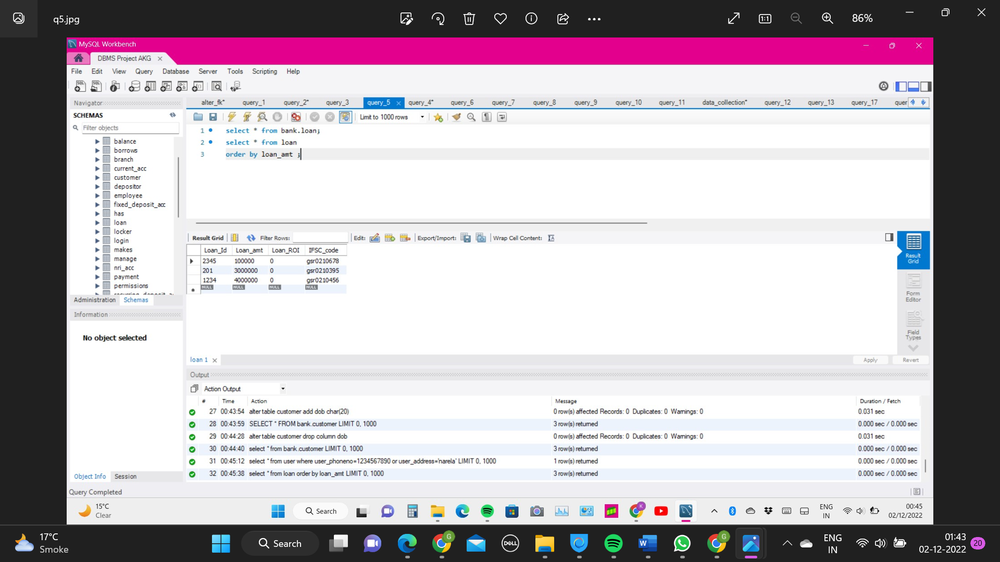 q5.jpg
86%
MySQL Workbench
DBMS Project AKG
File Edit View Query Database Server Tools Scripting Help
Navigator
SCHEMAS
Filter objects
balance
borrows
branch
current_acc
customer
depositor
employee
fixed_deposit_acc
has
loan
locker
login
makes
manage
nri_acc
payment
permissions
Administration Schemas
Information
No object selected
Object Info Session
Query Completed
alter_fk* query_1 query_2* query_3 query_5 query_4* query_6 query_7 query_8 query_9 query_10 query_11 data_collection* query_12 query_13 query_17 quer
Limit to 1000 rows
1 select * from bank.loan;
2 select * from loan
3 order by loan_amt ;
Result Grid Filter Rows: Edit: Export/Import: Wrap Cell Content:
Loan_Id Loan_amt Loan_ROI IFSC_code
2345 100000 0 gsr0210678
201 3000000 0 gsr0210395
1234 4000000 0 gsr0210456
NULL NULL NULL NULL
Result
Grid
Form
Editor
Field
Types
loan 1
Apply Revert
Output
Action Output
# Time Action Message Duration / Fetch
27 00:43:54 alter table customer add dob char(20) 0 row(s) affected Records: 0 Duplicates: 0 Warnings: 0 0.031 sec
28 00:43:59 SELECT * FROM bank.customer LIMIT 0, 1000 3 row(s) returned 0.000 sec / 0.000 sec
29 00:44:28 alter table customer drop column dob 0 row(s) affected Records: 0 Duplicates: 0 Warnings: 0 0.031 sec
30 00:44:40 select * from bank.customer LIMIT 0, 1000 3 row(s) returned 0.000 sec / 0.000 sec
31 00:45:12 select * from user where user_phoneno=1234567890 or user_address='narela' LIMIT 0, 1000 1 row(s) returned 0.000 sec / 0.000 sec
32 00:45:38 select * from loan order by loan_amt LIMIT 0, 1000 3 row(s) returned 0.000 sec / 0.000 sec
15°C
Clear
Search
K
ENG
IN
00:45
02/12/2022
17°C
Smoke
Search
G
DELL
W
G
ENG
IN
01:43
02-12-2022
20